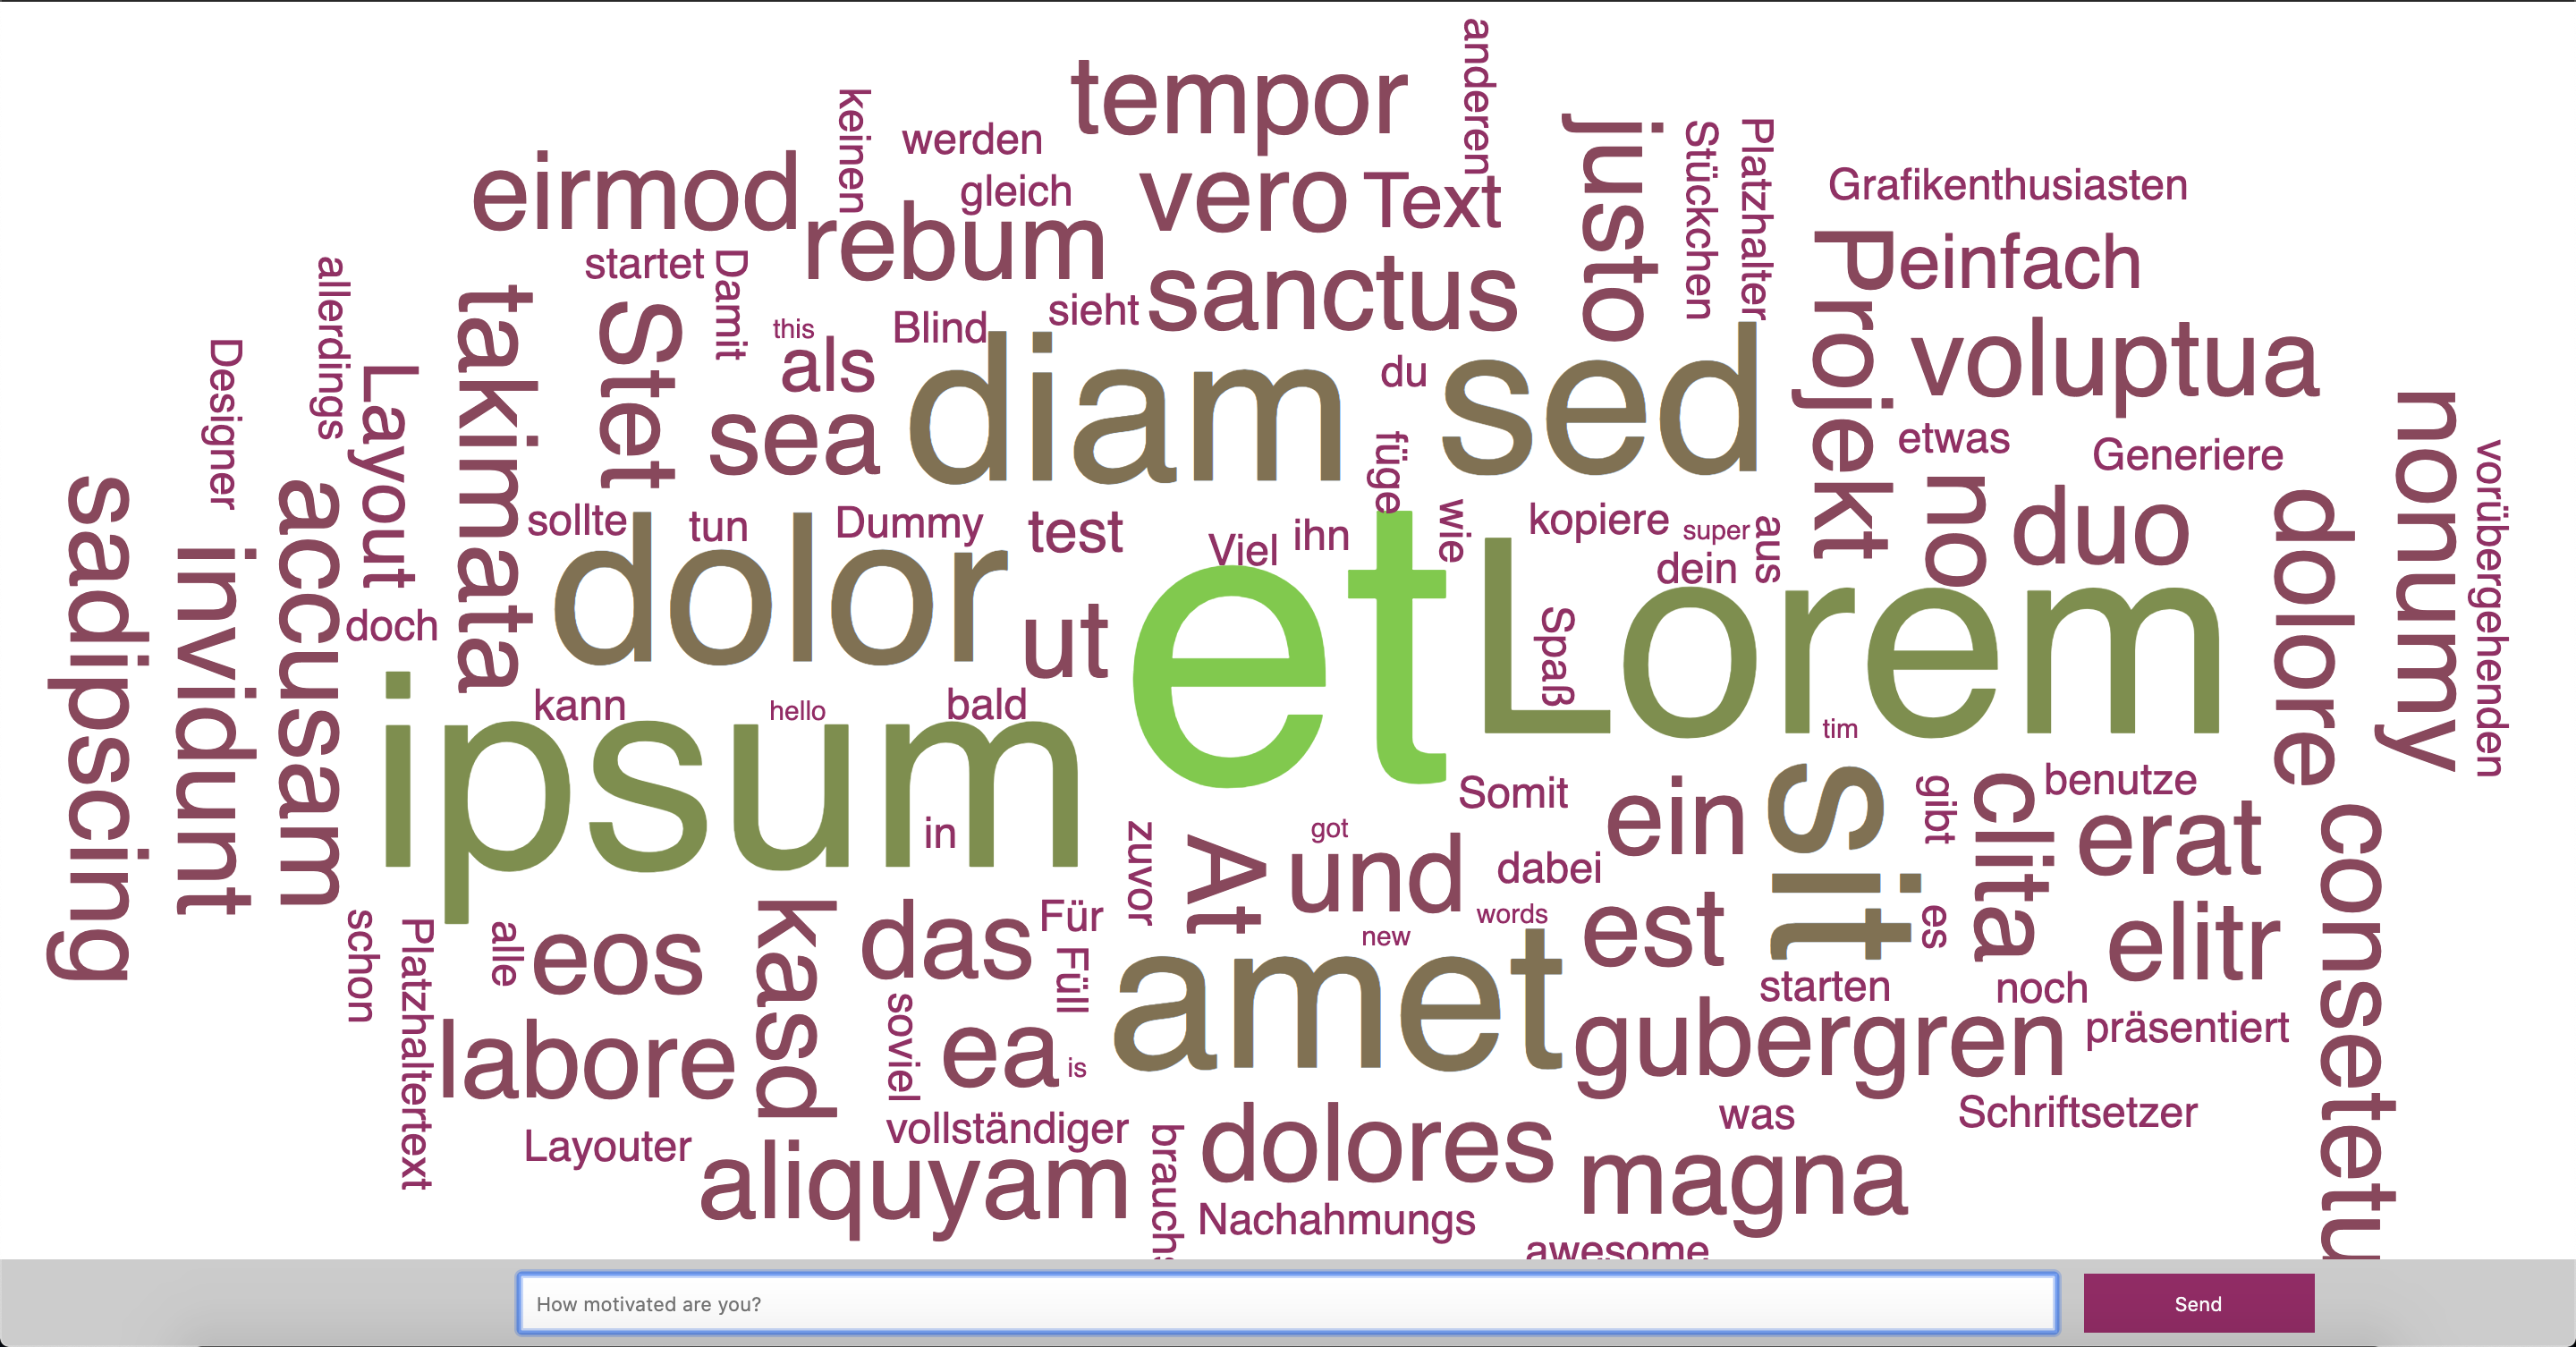 anderen
tempor
keinen
werden
justo
Stückchen
Platzhalter
eirmod
gleich
vero
Text
Grafikenthusiasten
rebum
startet
Damit
Projekt
einfach
allerdings
takimata
Stet
this
Blind
sieht
sanctus
Designer
Layout
als
diam
du
sed
voluptua
nonumy
sea
füge
etwas
Generiere
vorübergehenden
sadipscing
invidunt
accusam
sollte
tun
Dummy
test
Viel
ihn
wie
kopiere
super
aus
no
duo
dolore
dolor
dein
doch
ut
et
Lorem
Spaß
kann
hello
bald
tim
ipsum
in
Somit
sit
gibt
clita
benutze
zuvor
At
got
und
ein
erat
consetetu
dabei
schon
Platzhaltertext
alle
eos
kasd
das
Für
new
words
est
es
elitr
Füll
amet
starten
noch
labore
soviel
ea
is
gubergren
präsentiert
Layouter
vollständiger
brauchs
dolores
was
Schriftsetzer
aliquyam
magna
Nachahmungs
awesome
How motivated are you?
Send